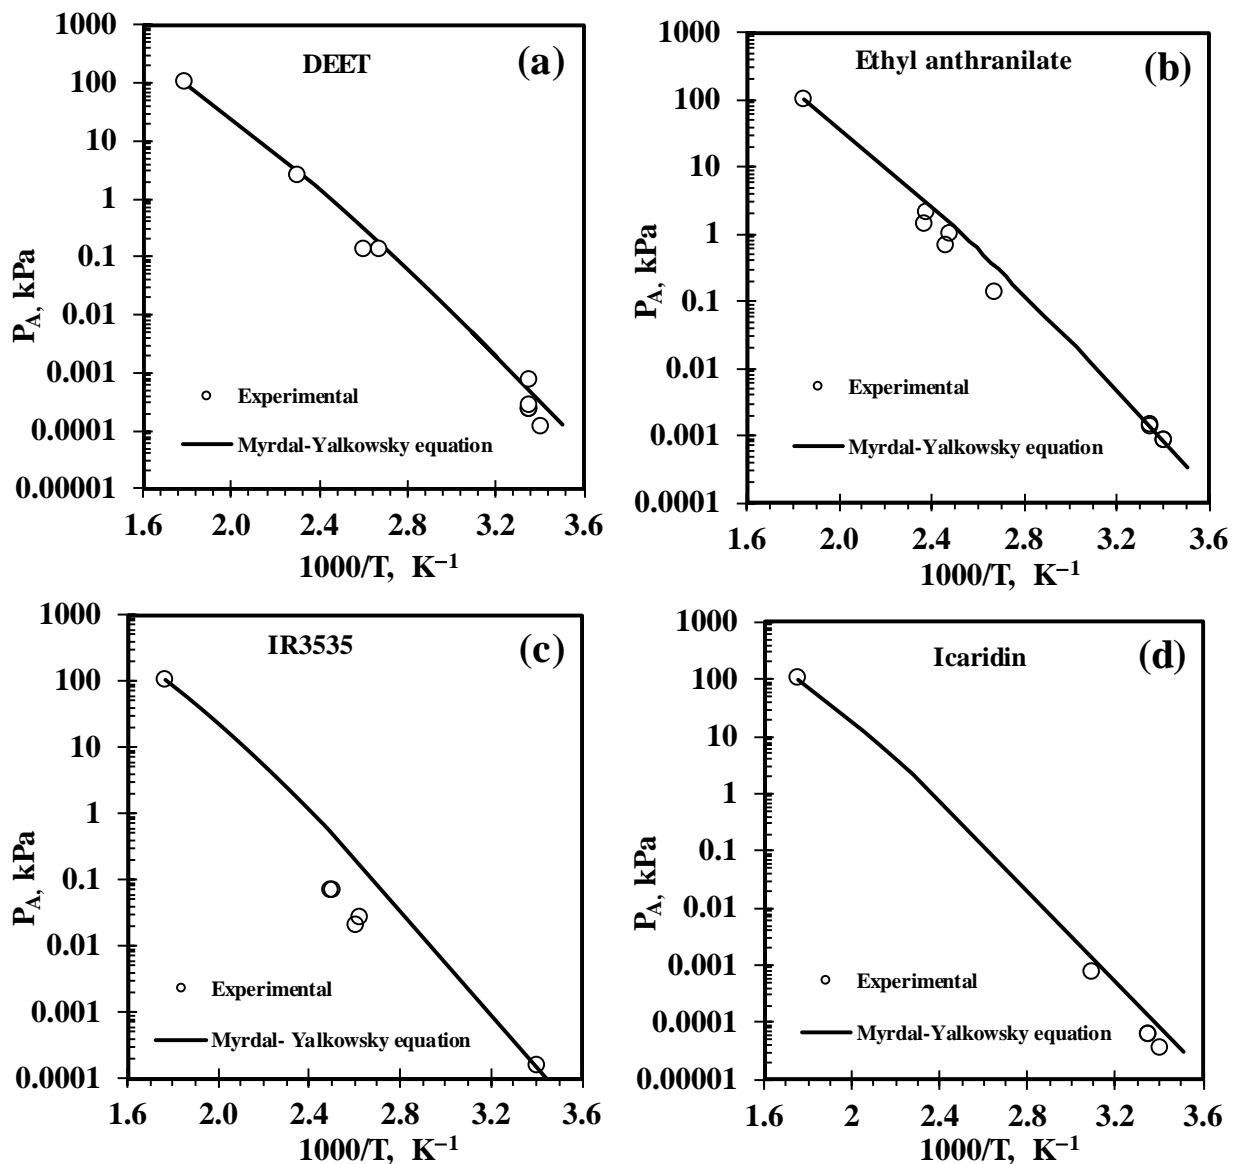 DEET
(a)
1000
100
10
1
0.1
0.01
0.001
0.0001
0.00001
P_A, kPa
Experimental
Myrdal-Yalkowsky equation
1.6 2.0 2.4 2.8 3.2 3.6
1000/T, K⁻¹
Ethyl anthranilate
(b)
1000
100
10
1
0.1
0.01
0.001
0.0001
P_A, kPa
Experimental
Myrdal-Yalkowsky equation
1.6 2.0 2.4 2.8 3.2 3.6
1000/T, K⁻¹
IR3535
(c)
1000
100
10
1
0.1
0.01
0.001
0.0001
P_A, kPa
Experimental
Myrdal- Yalkowsky equation
1.6 2.0 2.4 2.8 3.2 3.6
1000/T, K⁻¹
Icaridin
(d)
1000
100
10
1
0.1
0.01
0.001
0.0001
0.00001
P_A, kPa
Experimental
Myrdal-Yalkowsky equation
1.6 2 2.4 2.8 3.2 3.6
1000/T, K⁻¹